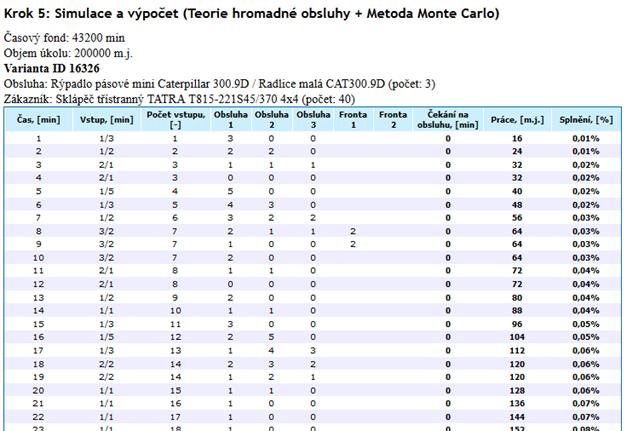 Krok 5: Simulace a výpočet (Teorie hromadné obsluhy + Metoda Monte Carlo)
Časový fond: 43200 min
Objem úkolu: 200000 m.j.
Varianta ID 16326
Obsluha: Rýpadlo pásové mini Caterpillar 300.9D / Radlice malá CAT300.9D (počet: 3)
Zákazník: Sklápěč třístranný TATRA T815-221S45/370 4x4 (počet: 40)
Čas, [min] Vstup, [min] Počet vstupu, [-] Obsluha 1 Obsluha 2 Obsluha 3 Fronta 1 Fronta 2 Čekání na obsluhu, [min] Práce, [m.j.] Splnění, [%]
1 1/3 1 3 0 0 0 16 0,01%
2 1/2 2 2 2 0 0 24 0,01%
3 2/1 3 1 1 1 0 32 0,02%
4 2/1 3 0 0 0 0 32 0,02%
5 1/5 4 5 0 0 0 40 0,02%
6 1/3 5 4 3 0 0 48 0,02%
7 1/2 6 3 2 2 0 56 0,03%
8 3/2 7 2 1 1 2 0 64 0,03%
9 3/2 7 1 0 0 2 0 64 0,03%
10 3/2 7 2 0 0 0 64 0,03%
11 2/1 8 1 1 0 0 72 0,04%
12 2/1 8 0 0 0 0 72 0,04%
13 1/2 9 2 0 0 0 80 0,04%
14 1/1 10 1 1 0 0 88 0,04%
15 1/3 11 3 0 0 0 96 0,05%
16 1/5 12 2 5 0 0 104 0,05%
17 1/3 13 1 4 3 0 112 0,06%
18 2/2 14 2 3 2 0 120 0,06%
19 2/2 14 1 2 1 0 120 0,06%
20 1/1 15 1 1 0 0 128 0,06%
21 1/1 16 1 0 0 0 136 0,07%
22 1/1 17 1 0 0 0 144 0,07%
23 1/1 18 1 0 0 0 152 0,08%